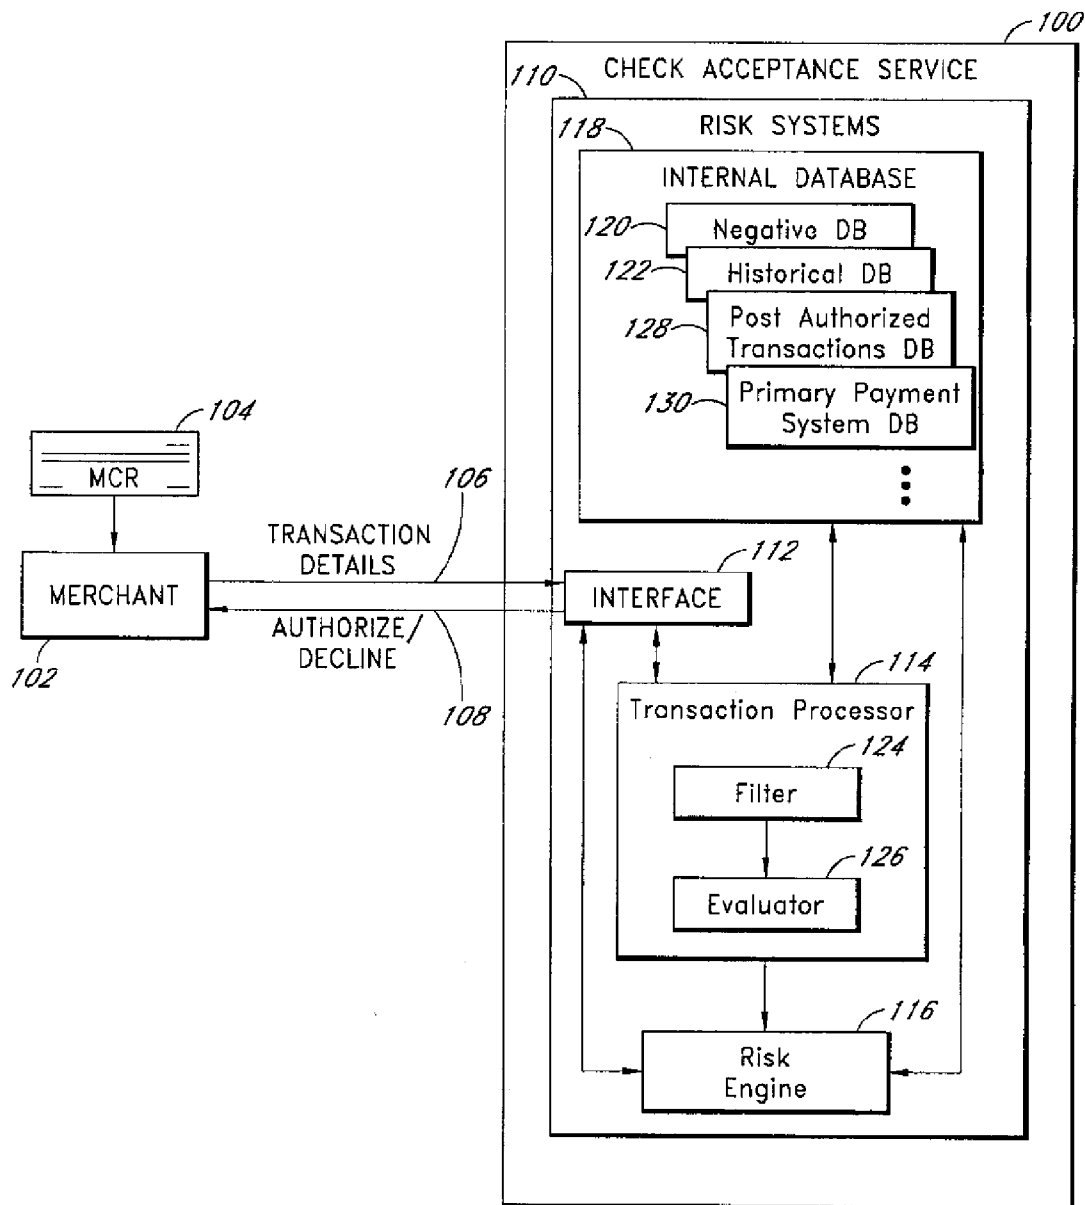 100
CHECK ACCEPTANCE SERVICE
110
RISK SYSTEMS
118
INTERNAL DATABASE
120
Negative DB
122
Historical DB
128
Post Authorized
Transactions DB
130
Primary Payment
System DB
104
MCR
106
TRANSACTION
DETAILS
112
MERCHANT
INTERFACE
AUTHORIZE/
DECLINE
102
108
114
Transaction Processor
124
Filter
126
Evaluator
116
Risk
Engine